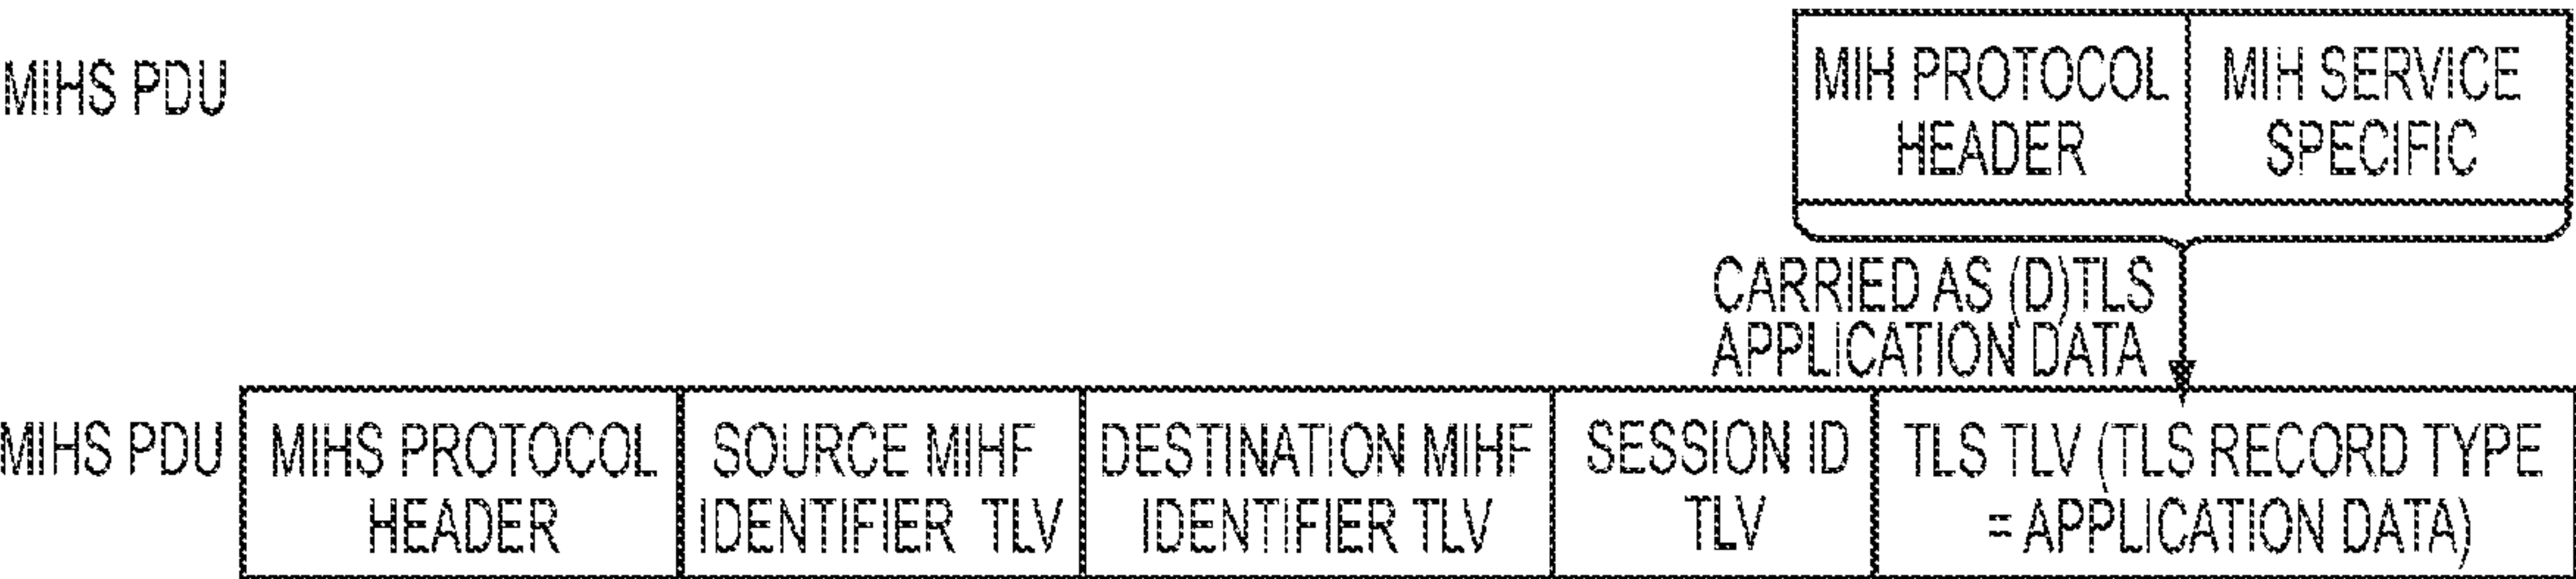 MIHS PDU
MIH PROTOCOL
HEADER
MIH SERVICE
SPECIFIC
CARRIED AS (D)TLS
APPLICATION DATA
MIHS PDU
MIHS PROTOCOL
HEADER
SOURCE MIHF
IDENTIFIER TLV
DESTINATION MIHF
IDENTIFIER TLV
SESSION ID
TLV
TLS TLV (TLS RECORD TYPE
= APPLICATION DATA)